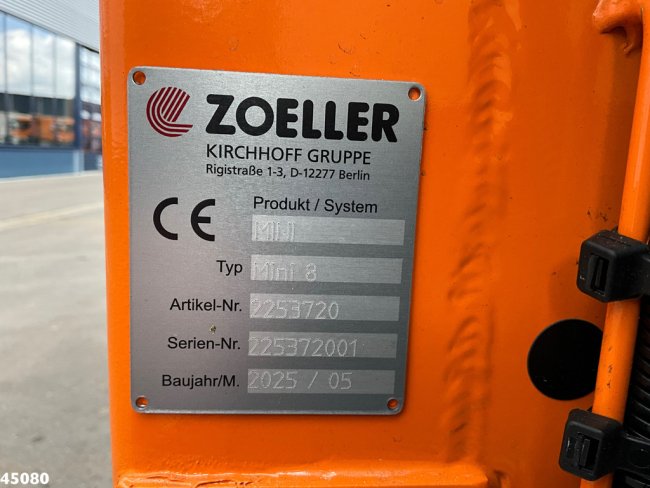 ZOELLER
KIRCHHOFF GRUPPE
Rigistraße 1-3, D-12277 Berlin
CE
Produkt / System
MINI
Typ Mini 8
Artikel-Nr. 2253720
Serien-Nr. 225372001
Baujahr/M. 2025 / 05
45080